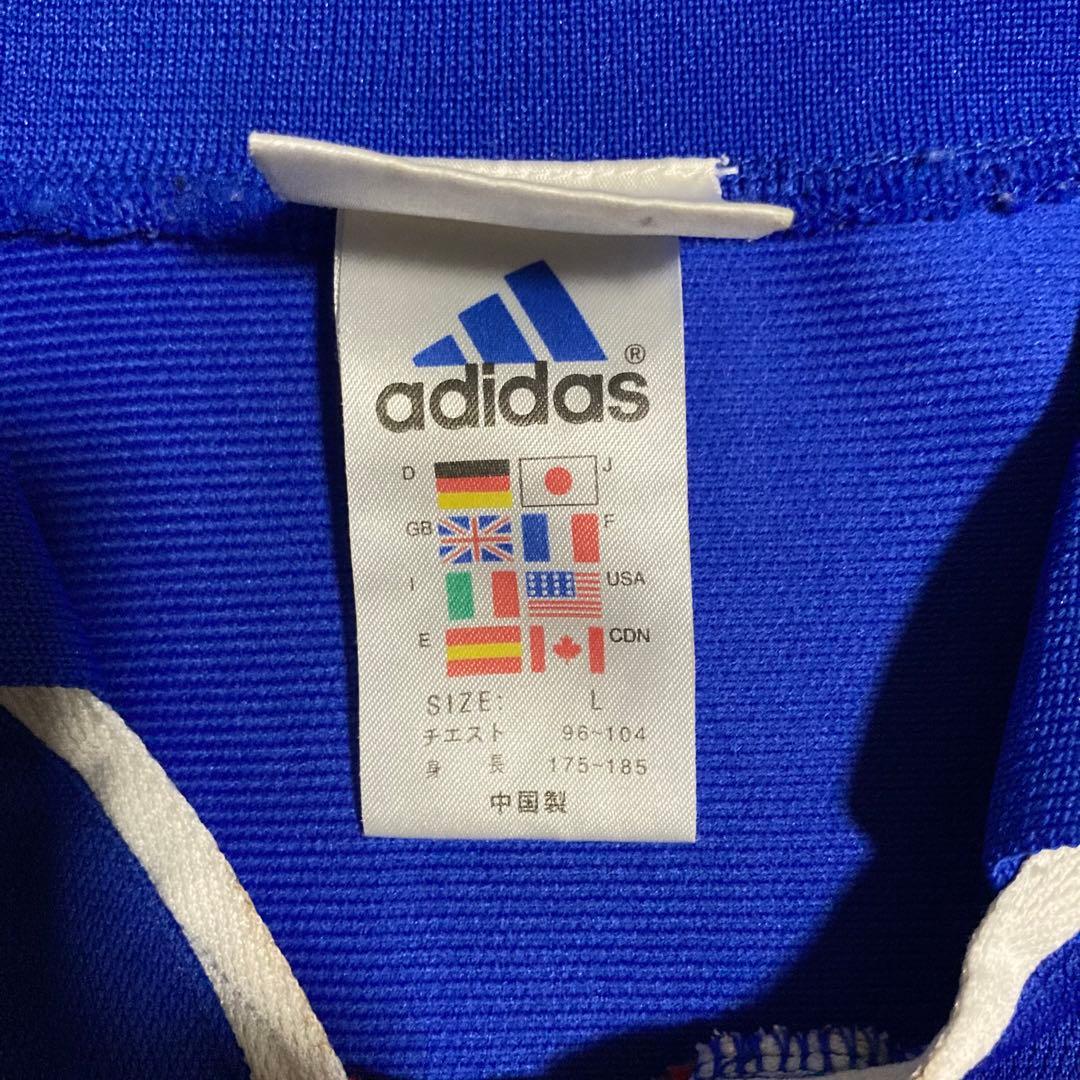 adidas®
D J
GB F
I USA
E CDN
SIZE: L
チエスト 96~104
身長 175~185
中国製